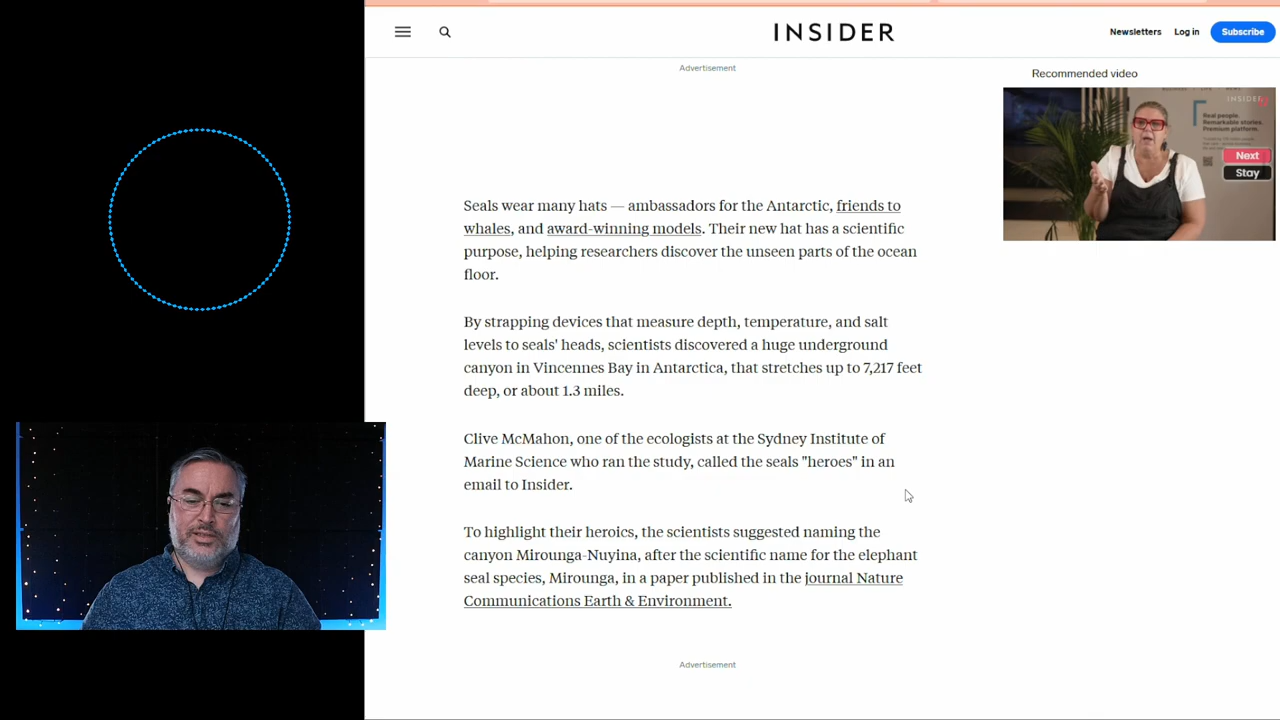 INSIDER
Newsletters
Log in
Subscribe
Advertisement
Recommended video
INSIDER
Real people.
Remarkable stories.
Premium platform.
Next
Stay
Seals wear many hats — ambassadors for the Antarctic, friends to
whales, and award-winning models. Their new hat has a scientific
purpose, helping researchers discover the unseen parts of the ocean
floor.
By strapping devices that measure depth, temperature, and salt
levels to seals' heads, scientists discovered a huge underground
canyon in Vincennes Bay in Antarctica, that stretches up to 7,217 feet
deep, or about 1.3 miles.
Clive McMahon, one of the ecologists at the Sydney Institute of
Marine Science who ran the study, called the seals "heroes" in an
email to Insider.
To highlight their heroics, the scientists suggested naming the
canyon Mirounga-Nuyina, after the scientific name for the elephant
seal species, Mirounga, in a paper published in the journal Nature
Communications Earth & Environment.
Advertisement